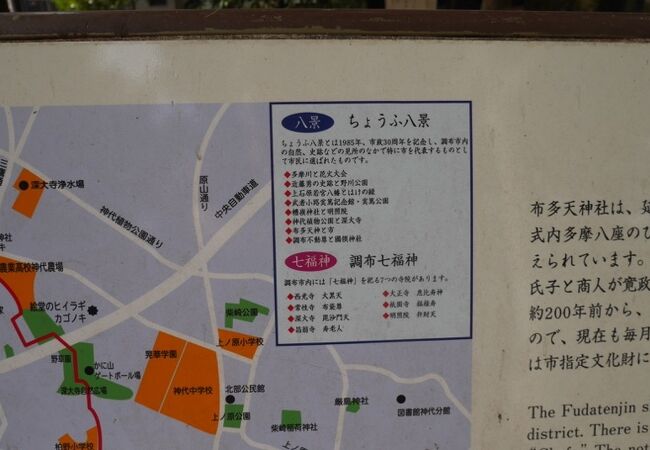 八景 ちょうふ八景
ちょうふ八景とは1985年、市政30周年を記念し、調布市内
の自然、史跡などの見所のなかで特に市を代表するものとし
て市民に選ばれたものです。
◆多摩川と花火大会
◆近藤勇の史跡と野川公園
◆上石原若宮八幡とはけの緑
◆武者小路実篤記念館・実篤公園
◆糟嶺神社と明照院
◆神代植物公園と深大寺
◆布多天神と市
◆調布不動尊と國領神社
七福神 調布七福神
調布市内には「七福神」を祀る7つの寺院があります。
◆西光寺 大黒天
◆常性寺 布袋尊
◆深大寺 毘沙門天
◆昌翁寺 寿老人
◆大正寺 恵比寿神
◆祇園寺 福禄寿
◆明照院 弁財天
深大寺浄水場
原山通り
中央自動車道
神代植物公園通り
農業高校神代農場
絵堂のヒイラギ
カゴノキ
野草園
かに山
ゲートボール場
深大寺自然広場
柏野小学校
発華学園
神代中学校
柴崎公園
上ノ原小学校
北部公民館
上ノ原公園
柴崎稲荷神社
厳島神社
図書館神代分館
上ノ
布多天神社は、延
式内多摩八座のひ
えられています。
氏子と商人が寛政
約200年前から、
ので、現在も毎月
は市指定文化財に
The Fudatenjin s
district. There is